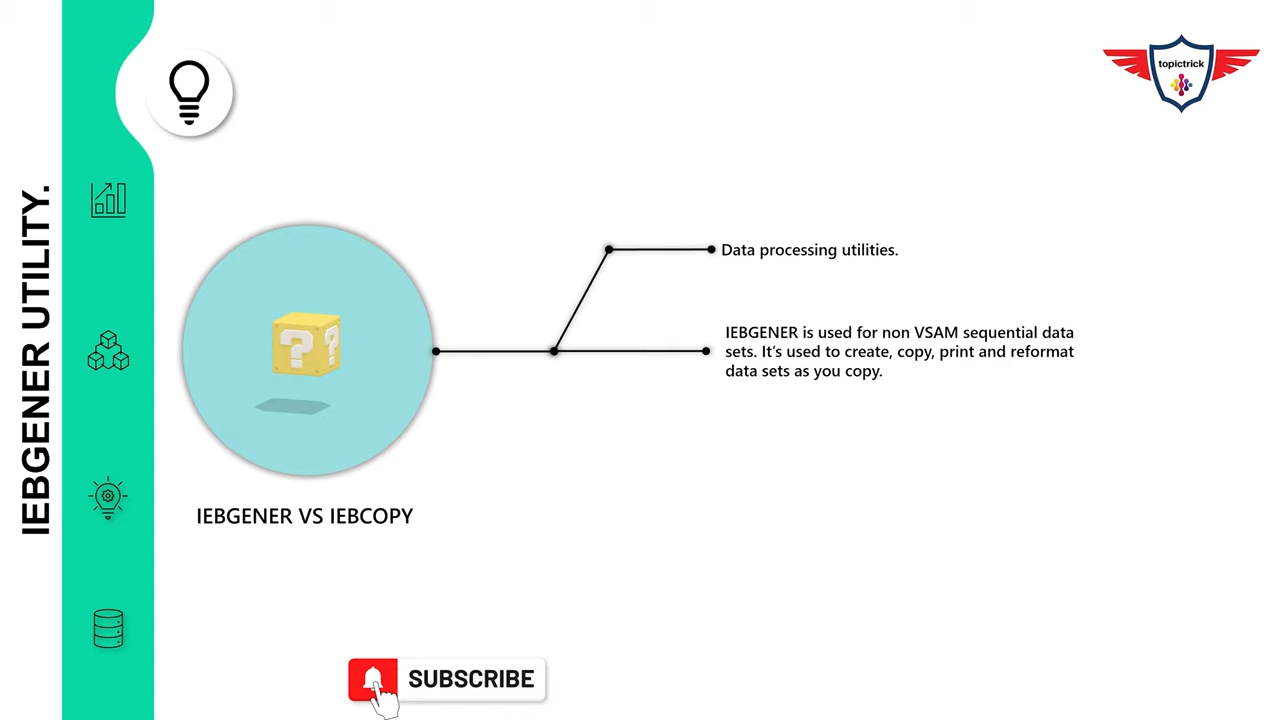 topictrick
IEBGENER UTILITY.
Data processing utilities.
IEBGENER is used for non VSAM sequential data
sets. It's used to create, copy, print and reformat
data sets as you copy.
IEBGENER VS IEBCOPY
SUBSCRIBE